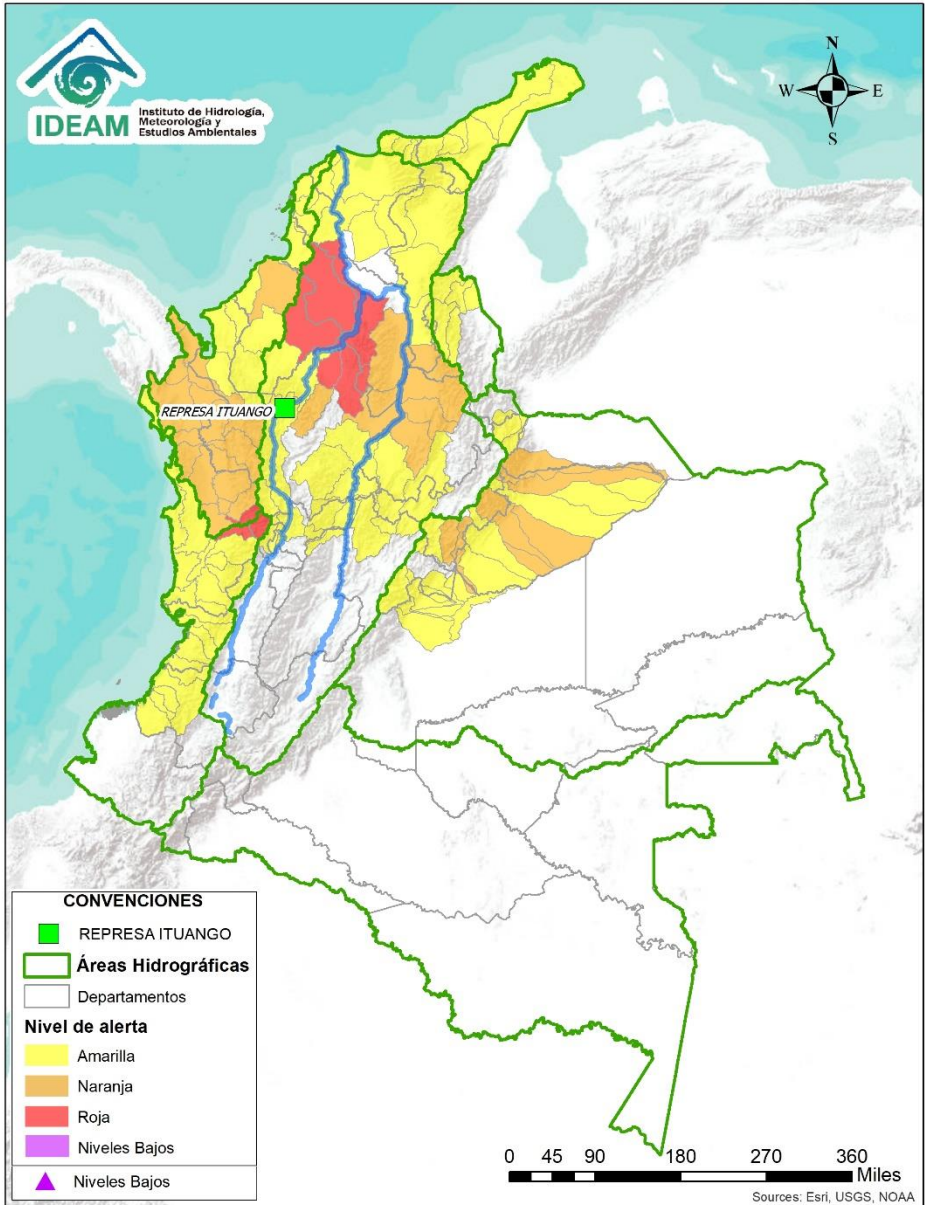 IDEAM
Instituto de Hidrología,
Meteorología y
Estudios Ambientales
N
W
E
S
REPRESA ITUANGO
CONVENCIONES
REPRESA ITUANGO
Áreas Hidrográficas
Departamentos
Nivel de alerta
Amarilla
Naranja
Roja
Niveles Bajos
Niveles Bajos
0 45 90 180 270 360
Miles
Sources: Esri, USGS, NOAA